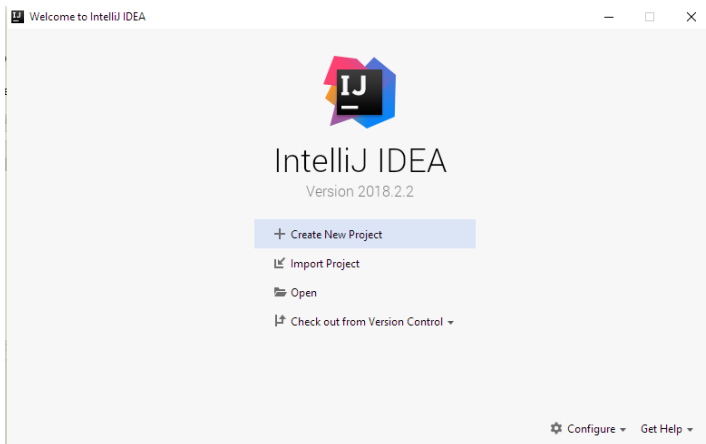 Welcome to IntelliJ IDEA
IJ
IntelliJ IDEA
Version 2018.2.2
Create New Project
Import Project
Open
Check out from Version Control
Configure
Get Help